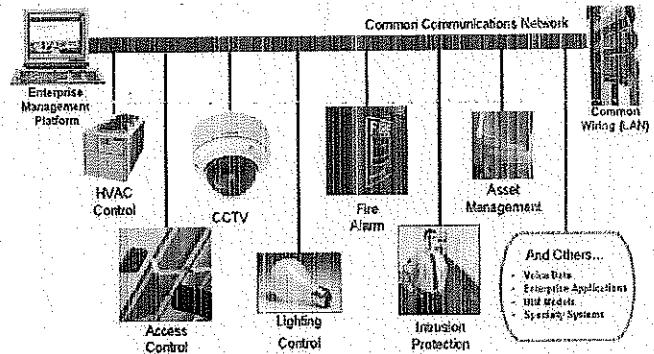 Common Communications Network
Enterprise
Management
Platform
Common
Wiring (LAN)
HVAC
Control
CCTV
Fire
Alarm
Asset
Management
Access
Control
Lighting
Control
Intrusion
Protection
And Others...
Voice Data
Enterprise Applications
Models
Specialty Systems